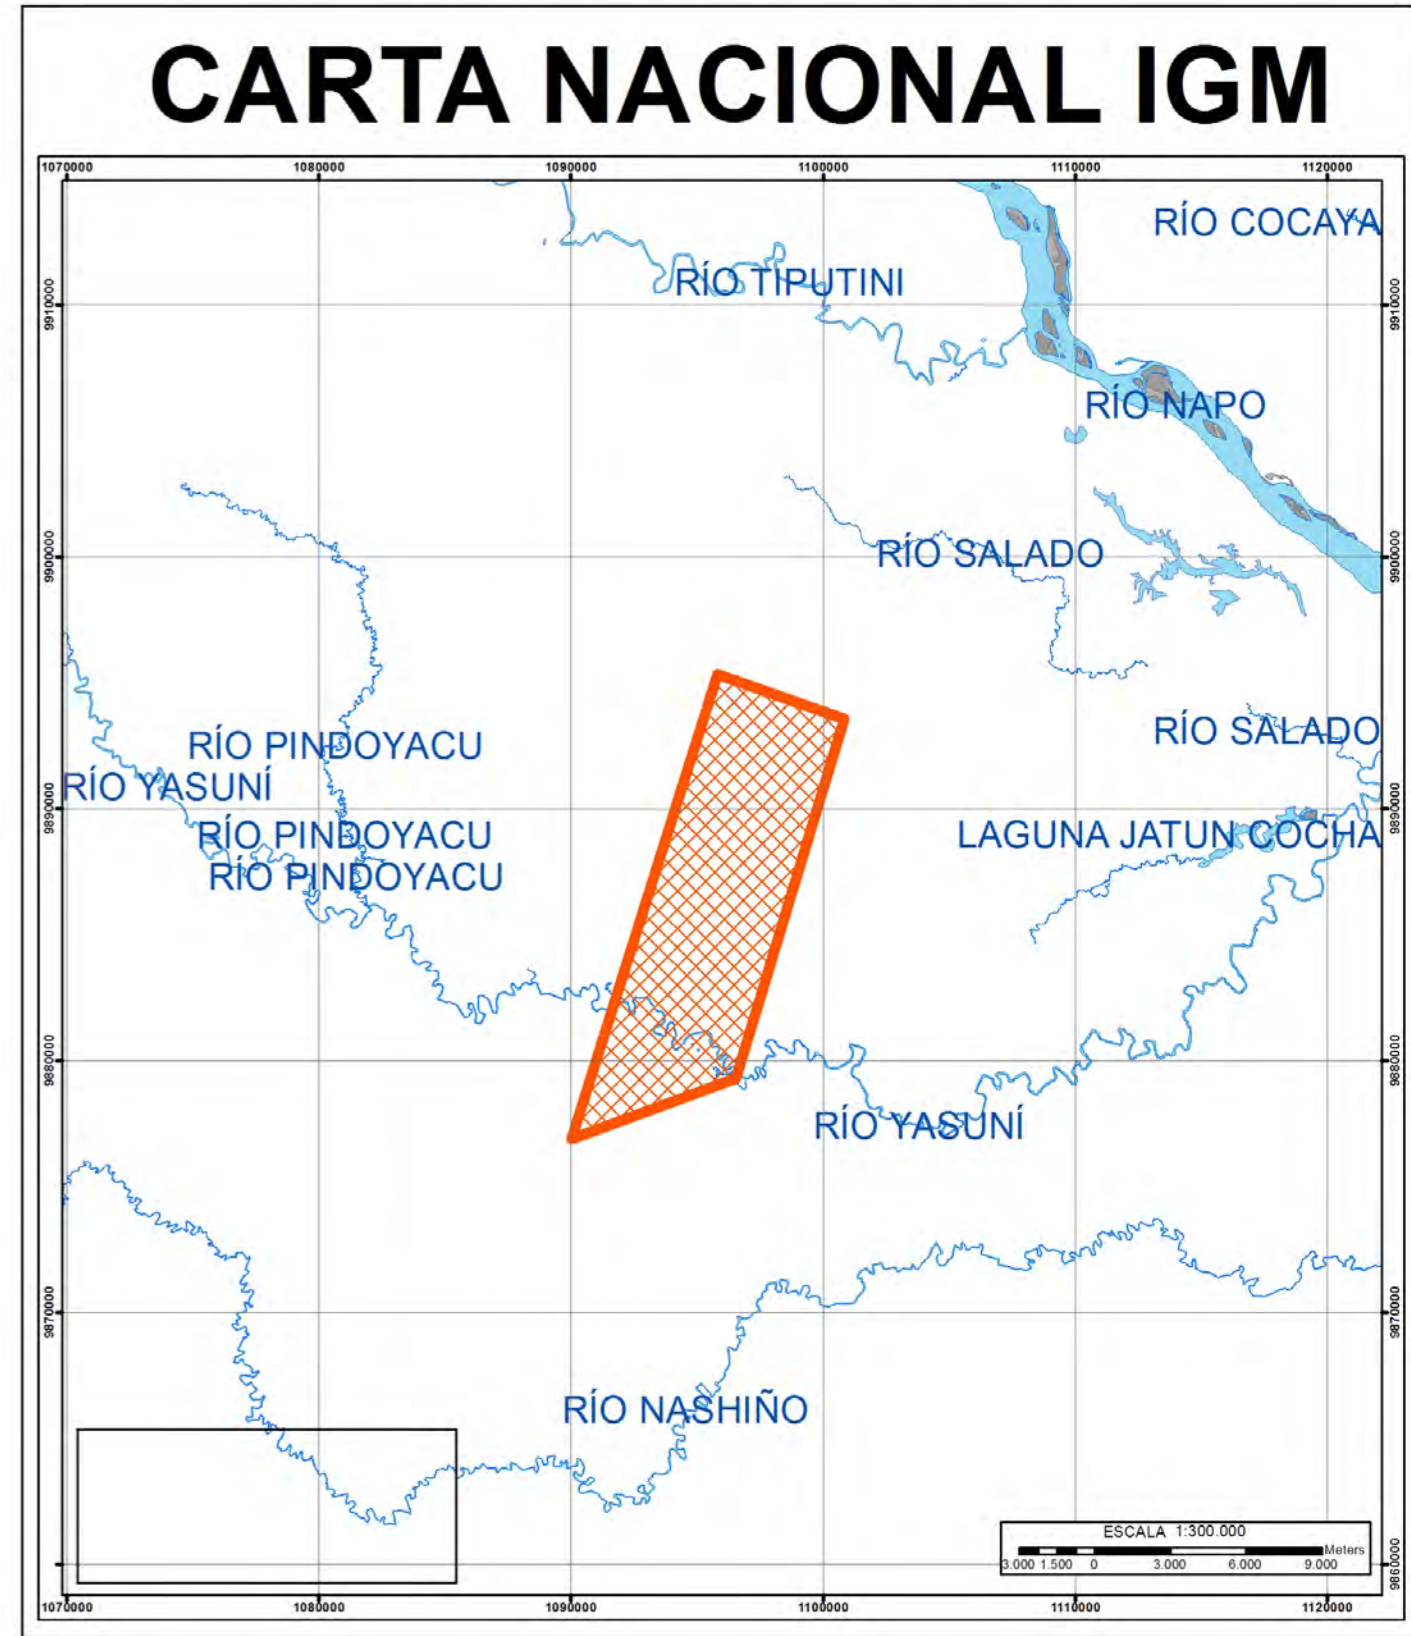 CARTA NACIONAL IGM
1070000 1080000 1090000 1100000 1110000 1120000
RÍO COCAYA
RÍO TIPUTINI
9910000 9910000
RÍO NAPO
RÍO SALADO
9900000 9900000
RÍO SALADO
RÍO PINDOYACU
RÍO YASUNÍ
9890000 9890000
RÍO PINDOYACU
LAGUNA JATUN COCHA
RÍO PINDOYACU
9880000 9880000
RÍO YASUNÍ
9870000 9870000
RÍO NASHIÑO
ESCALA 1:300.000
Meters
3.000 1.500 0 3.000 6.000 9.000
9860000
1070000 1080000 1090000 1100000 1110000 1120000